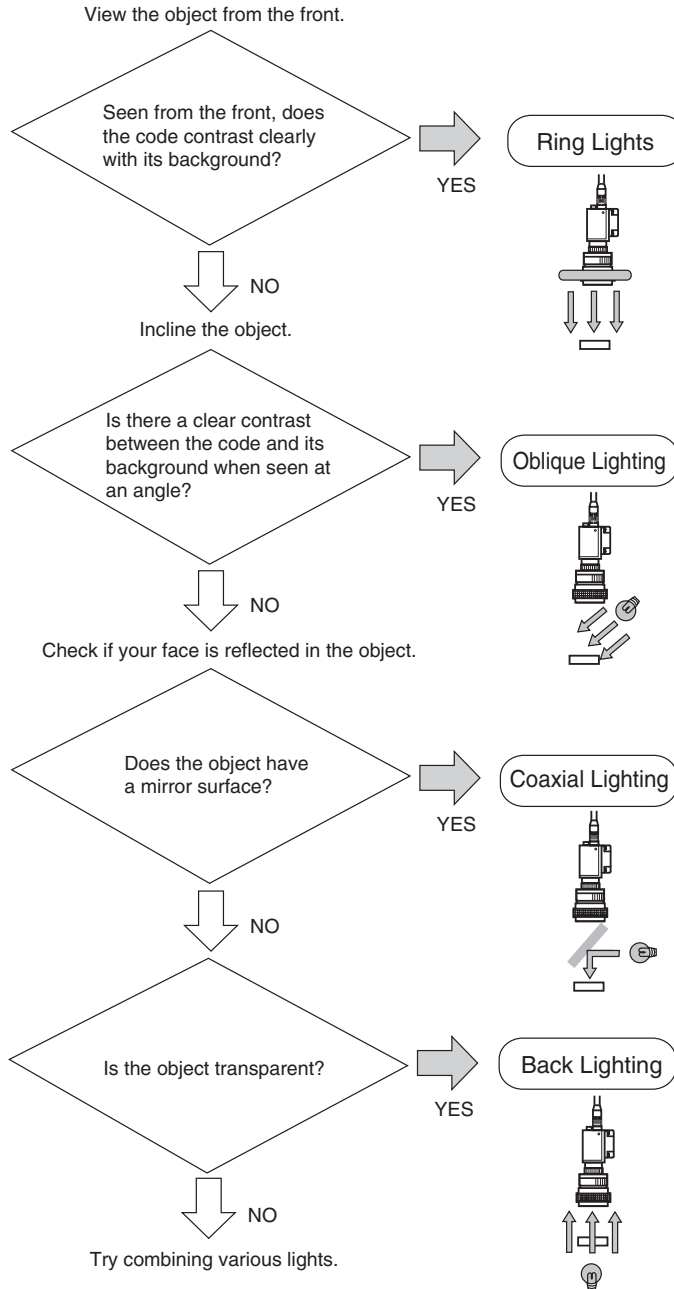 View the object from the front.
Seen from the front, does
the code contrast clearly
with its background?
YES
Ring Lights
NO
Incline the object.
Is there a clear contrast
between the code and its
background when seen at
an angle?
YES
Oblique Lighting
NO
Check if your face is reflected in the object.
Does the object have
a mirror surface?
YES
Coaxial Lighting
NO
Is the object transparent?
YES
Back Lighting
NO
Try combining various lights.